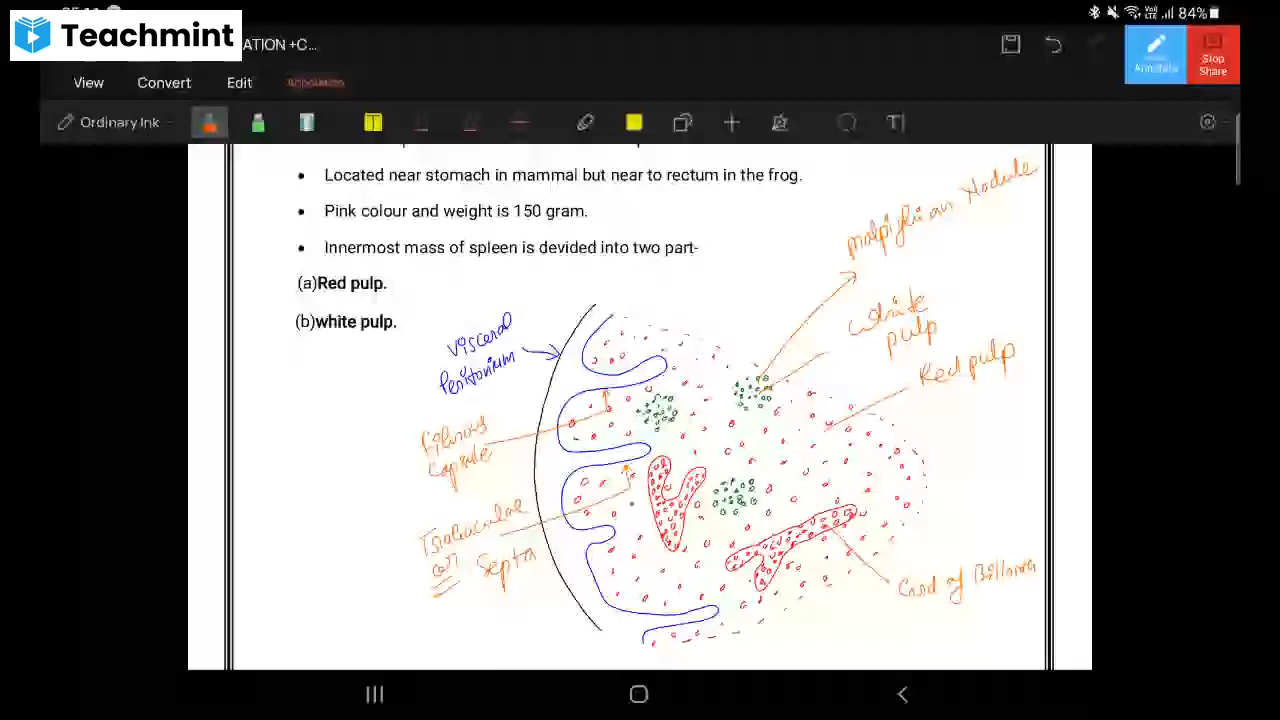 Teachmint
84%
ATION +C...
Annotate
Stop
Share
View Convert Edit Annotation
Ordinary Ink
• Located near stomach in mammal but near to rectum in the frog.
• Pink colour and weight is 150 gram.
• Innermost mass of spleen is devided into two part-
(a)Red pulp.
(b)white pulp.
Malpighian Nodule
white
pulp
Red pulp
Visceral
Peritonium
Fibrous
Capsule
Trabaculae
or
Septa
Cord of Billroth